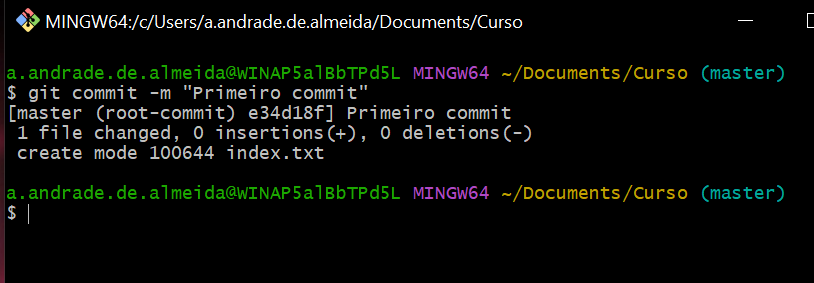 MINGW64:/c/Users/a.andrade.de.almeida/Documents/Curso
a.andrade.de.almeida@WINAP5alBbTPd5L MINGW64 ~/Documents/Curso (master)
$ git commit -m "Primeiro commit"
[master (root-commit) e34d18f] Primeiro commit
 1 file changed, 0 insertions(+), 0 deletions(-)
 create mode 100644 index.txt
a.andrade.de.almeida@WINAP5alBbTPd5L MINGW64 ~/Documents/Curso (master)
$